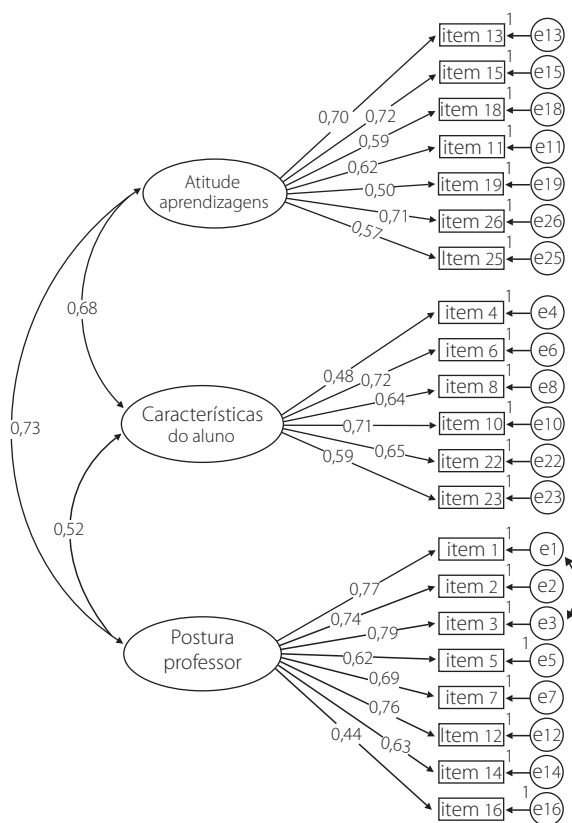 1
item 13
e13
0,70
1
item 15
e15
0,72
1
item 18
e18
0,59
1
item 11
e11
0,62
1
item 19
e19
0,50
1
item 26
e26
0,71
1
Item 25
e25
0,57
Atitude
aprendizagens
0,68
1
item 4
e4
0,48
1
item 6
e6
0,72
1
item 8
e8
0,64
1
item 10
e10
0,71
1
item 22
e22
0,65
1
item 23
e23
0,59
Características
do aluno
0,73
0,52
1
item 1
e1
0,77
1
item 2
e2
0,74
1
item 3
e3
0,79
1
item 5
e5
0,62
1
item 7
e7
0,69
1
Item 12
e12
0,76
1
item 14
e14
0,63
1
item 16
e16
0,44
Postura
professor